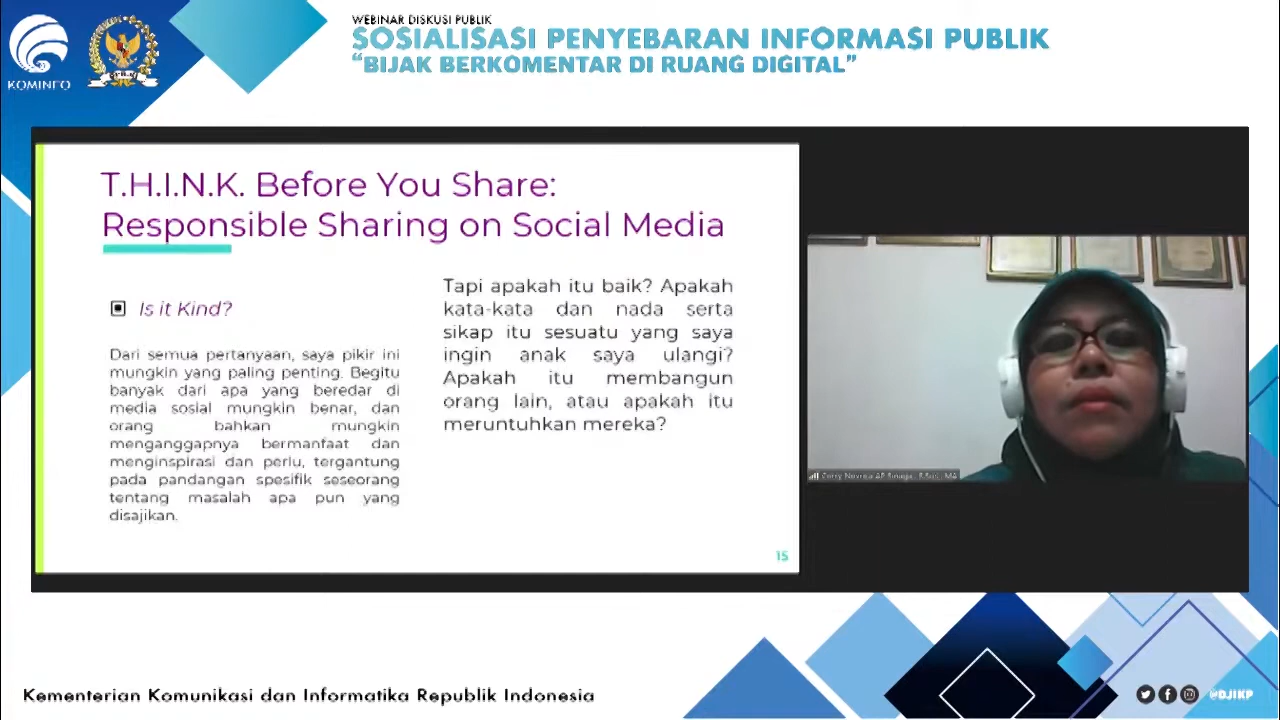 WEBINAR DISKUSI PUBLIK
SOSIALISASI PENYEBARAN INFORMASI PUBLIK
“BIJAK BERKOMENTAR DI RUANG DIGITAL”
KOMINFO
T.H.I.N.K. Before You Share:
Responsible Sharing on Social Media
Is it Kind?
Dari semua pertanyaan, saya pikir ini
mungkin yang paling penting. Begitu
banyak dari apa yang beredar di
media sosial mungkin benar, dan
orang bahkan mungkin
menganggapnya bermanfaat dan
menginspirasi dan perlu, tergantung
pada pandangan spesifik seseorang
tentang masalah apa pun yang
disajikan.
Tapi apakah itu baik? Apakah
kata-kata dan nada serta
sikap itu sesuatu yang saya
ingin anak saya ulangi?
Apakah itu membangun
orang lain, atau apakah itu
meruntuhkan mereka?
15
Kementerian Komunikasi dan Informatika Republik Indonesia
@DJIKP